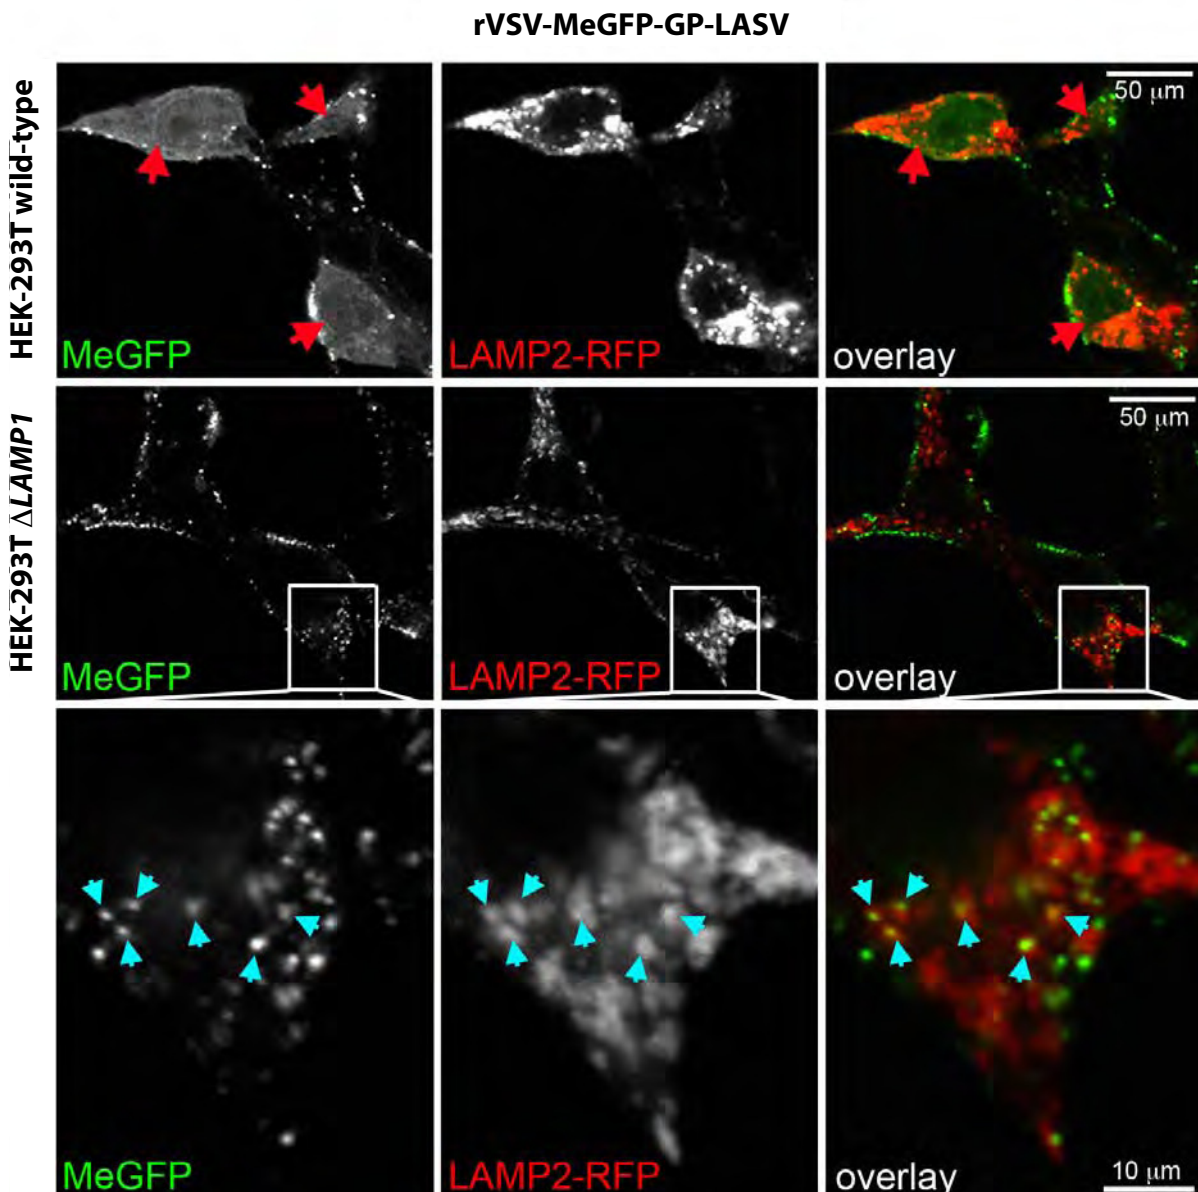 rVSV-MeGFP-GP-LASV
HEK-293T wild-type
MeGFP
LAMP2-RFP
overlay
50 μm
HEK-293T ΔLAMP1
MeGFP
LAMP2-RFP
overlay
50 μm
MeGFP
LAMP2-RFP
overlay
10 μm